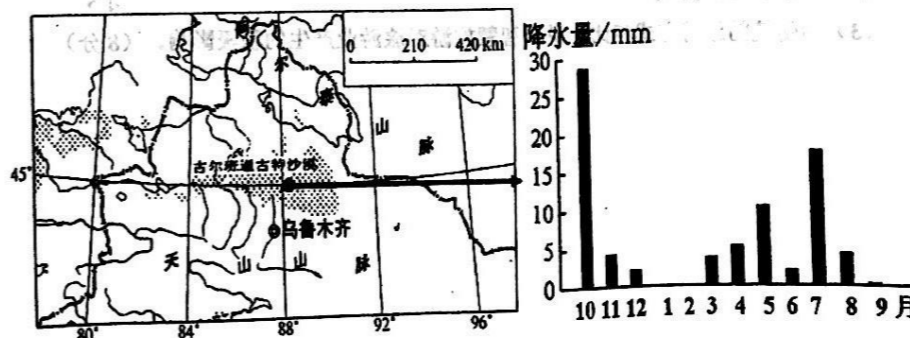 阿
尔
泰
山
脉
0 210 420 km
古尔班通古特沙漠
45°
乌鲁木齐
天
山
山
脉
80° 84° 88° 92° 96°
降水量/mm
30
25
20
15
10
5
0
10 11 12 1 2 3 4 5 6 7 8 9 月